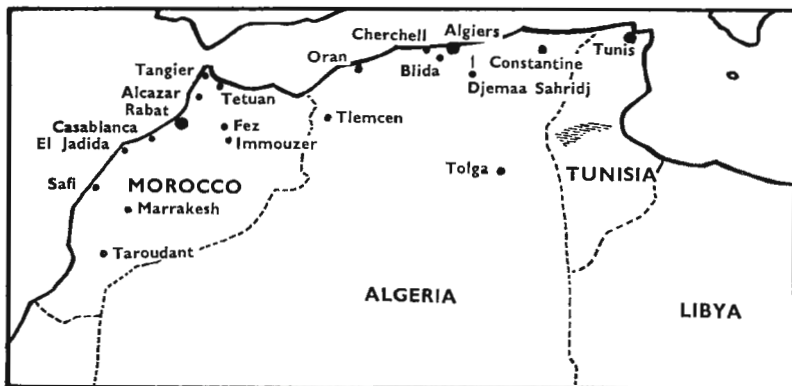 Cherchell
Algiers
Oran
Tunis
Tangier
Blida
Constantine
Alcazar
Tetuan
Djemaa Sahridj
Rabat
Casablanca
Fez
Tlemcen
El Jadida
Immouzer
Safi
MOROCCO
Tolga
TUNISIA
Marrakesh
Taroudant
ALGERIA
LIBYA